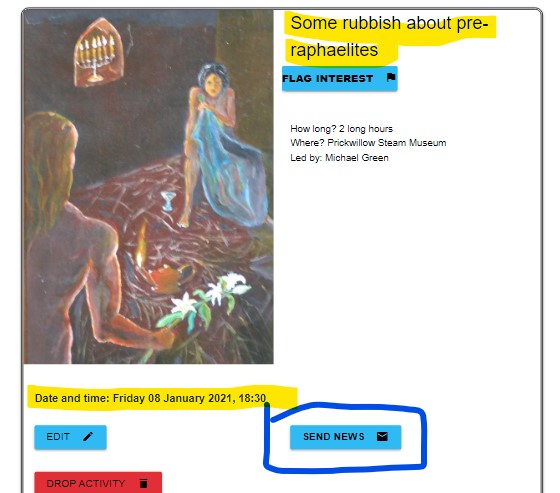 Some rubbish about pre-
raphaelites
FLAG INTEREST
How long? 2 long hours
Where? Prickwillow Steam Museum
Led by: Michael Green
Date and time: Friday 08 January 2021, 18:30
EDIT
SEND NEWS
DROP ACTIVITY